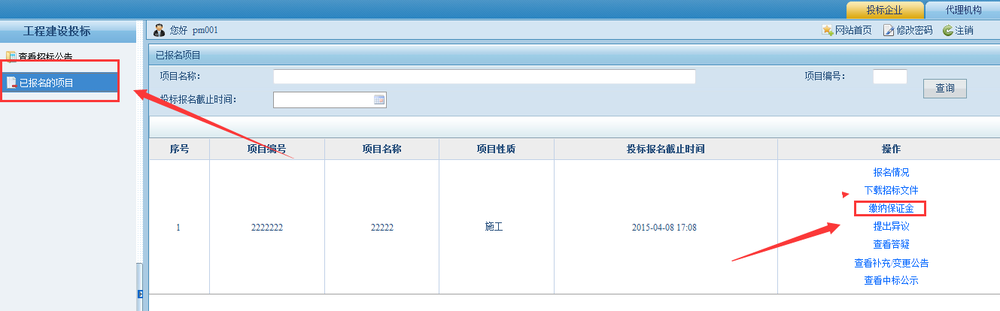 投标企业 代理机构
工程建设投标
您好 pm001
网站首页 修改密码 注销
查看招标公告
已报名的项目
已报名项目
项目名称： 项目编号：
查询
投标报名截止时间：
序号 项目编号 项目名称 项目性质 投标报名截止时间 操作
1 2222222 22222 施工 2015-04-08 17:08
报名情况
下载招标文件
缴纳保证金
提出异议
查看答疑
查看补充/变更公告
查看中标公示